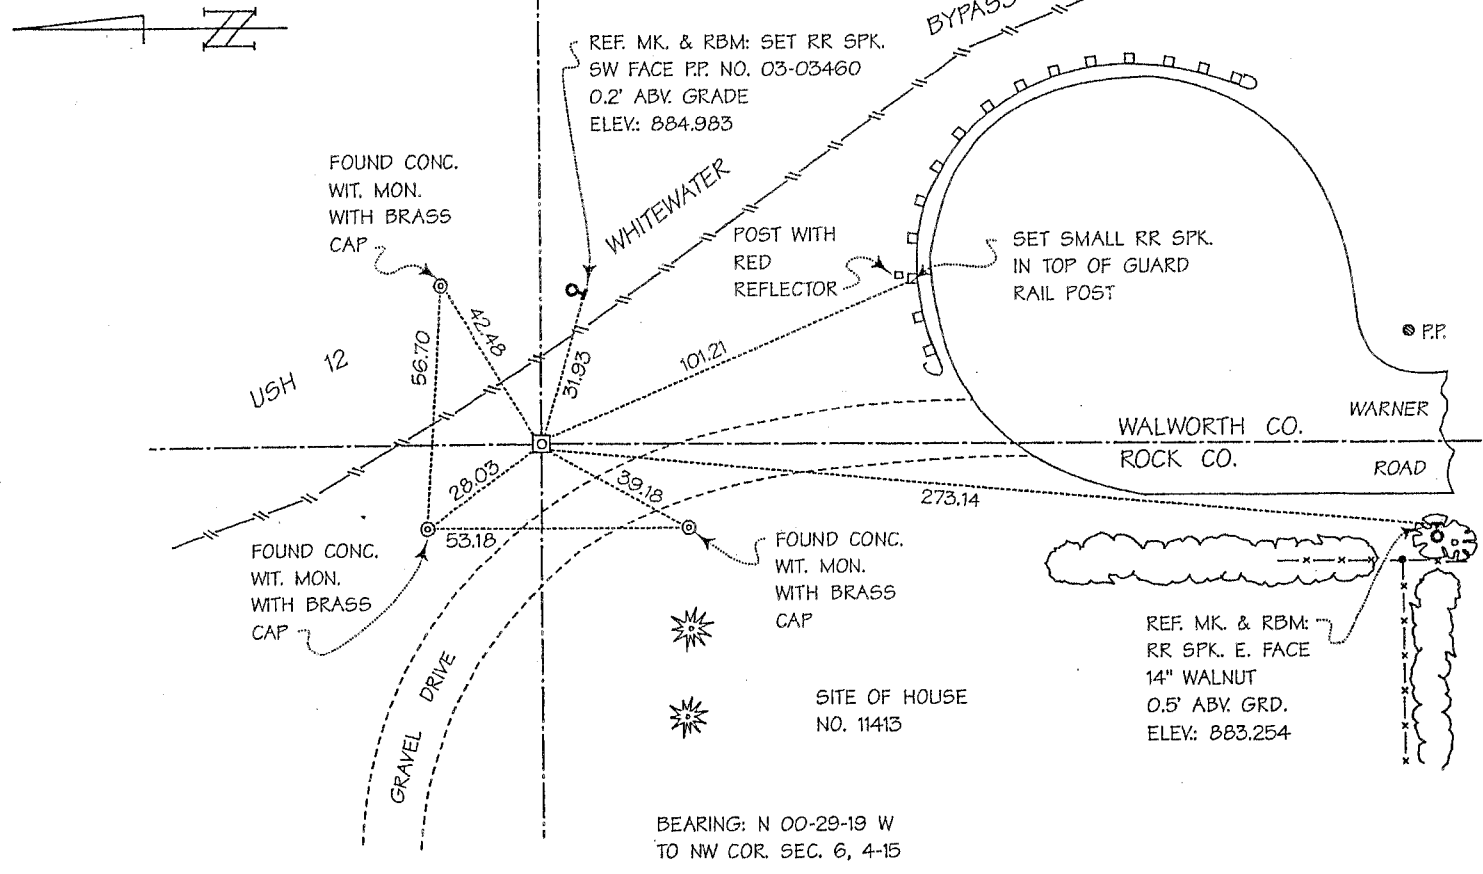 N
BYPASS
REF. MK. & RBM: SET RR SPK.
SW FACE P.P. NO. 03-03460
0.2' ABV. GRADE
ELEV.: 884.983
FOUND CONC.
WIT. MON.
WITH BRASS
CAP
WHITEWATER
POST WITH
RED
REFLECTOR
SET SMALL RR SPK.
IN TOP OF GUARD
RAIL POST
P.P.
USH 12
56.70
42.48
31.93
101.21
WALWORTH CO.
ROCK CO.
WARNER
ROAD
28.03
39.18
273.14
53.18
FOUND CONC.
WIT. MON.
WITH BRASS
CAP
FOUND CONC.
WIT. MON.
WITH BRASS
CAP
REF. MK. & RBM:
RR SPK. E. FACE
14" WALNUT
0.5' ABV. GRD.
ELEV.: 883.254
GRAVEL DRIVE
SITE OF HOUSE
NO. 11413
BEARING: N 00-29-19 W
TO NW COR. SEC. 6, 4-15